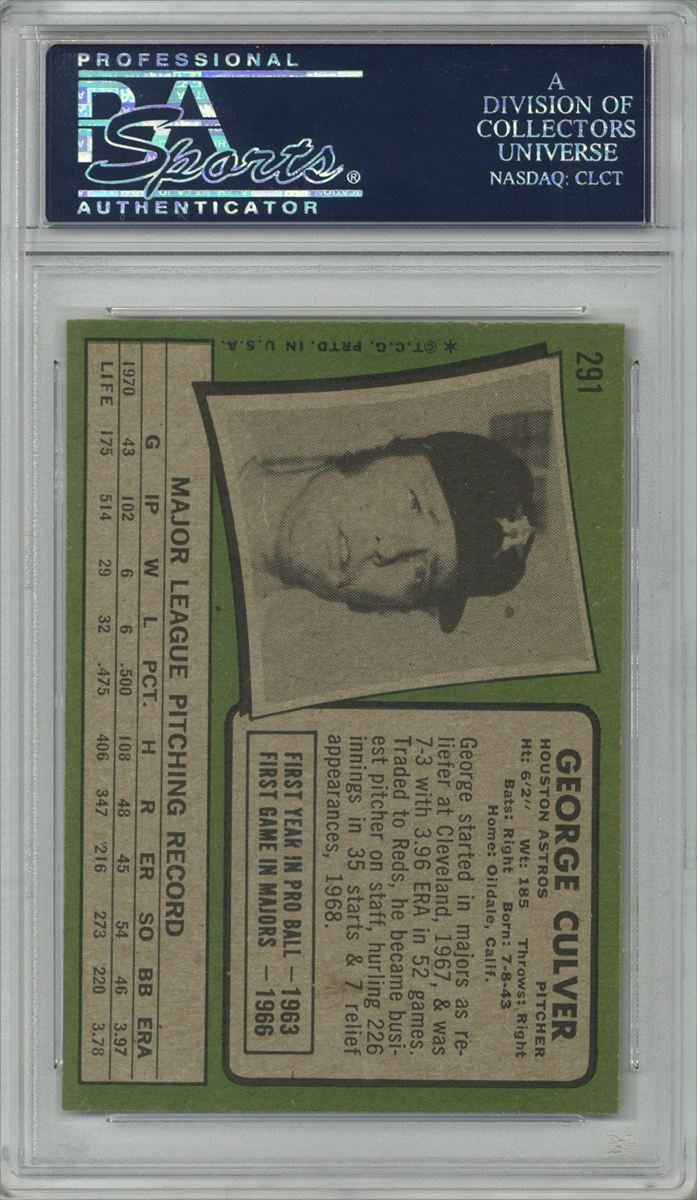 PROFESSIONAL
PSA
Sports®
AUTHENTICATOR
A
DIVISION OF
COLLECTORS
UNIVERSE
NASDAQ: CLCT
291
*©T.C.G. PRTD. IN U.S.A.
GEORGE CULVER
HOUSTON ASTROS PITCHER
Ht: 6'2" Wt: 185 Throws: Right
Bats: Right Born: 7-8-43
Home: Oildale, Calif.
George started in majors as re-
liefer at Cleveland, 1967, & was
7-3 with 3.96 ERA in 52 games.
Traded to Reds, he became busi-
est pitcher on staff, hurling 226
innings in 35 starts & 7 relief
appearances, 1968.
FIRST YEAR IN PRO BALL — 1963
FIRST GAME IN MAJORS — 1966
MAJOR LEAGUE PITCHING RECORD
G IP W L PCT. H R ER SO BB ERA
1970 43 102 6 6 .500 108 48 45 54 46 3.97
LIFE 175 514 29 32 .475 406 347 216 273 220 3.78